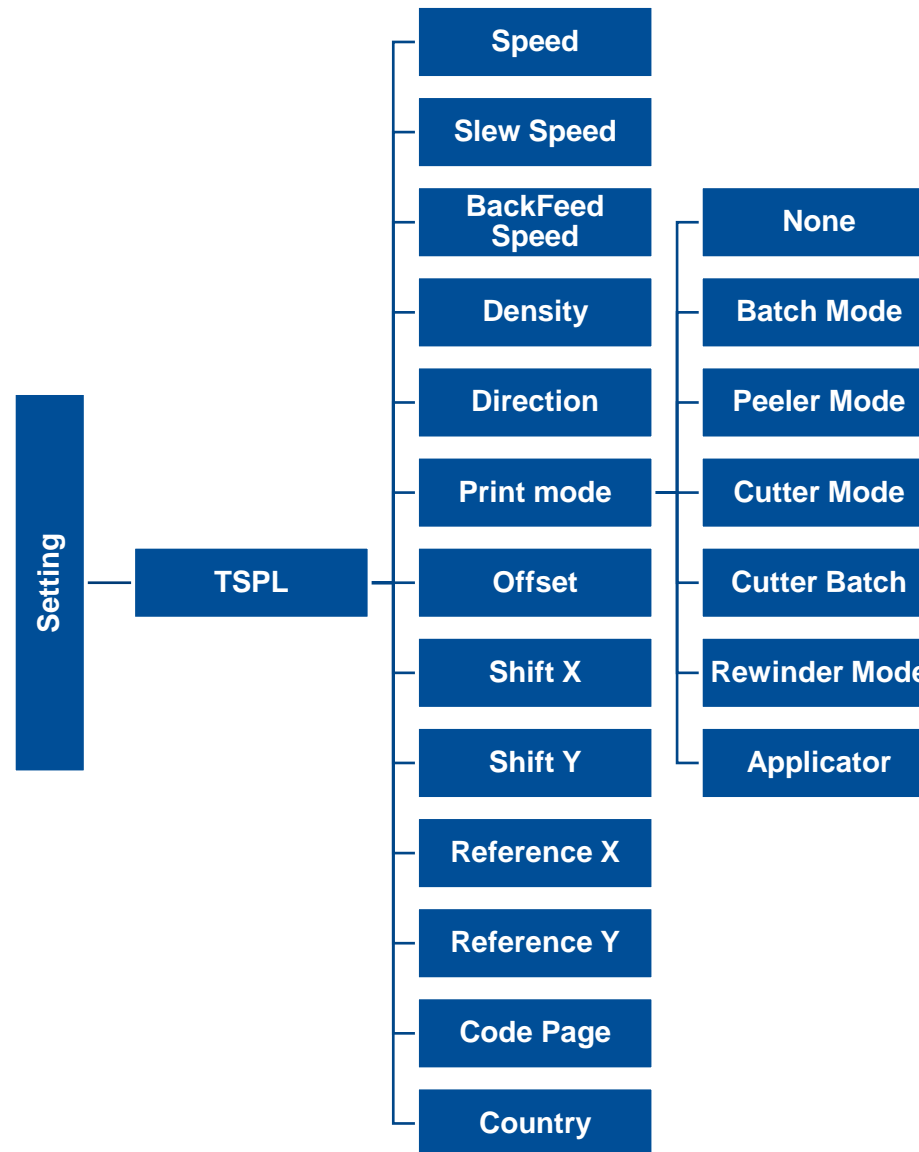 Setting
TSPL
Speed
Slew Speed
BackFeed
Speed
Density
Direction
Print mode
Offset
Shift X
Shift Y
Reference X
Reference Y
Code Page
Country
None
Batch Mode
Peeler Mode
Cutter Mode
Cutter Batch
Rewinder Mode
Applicator